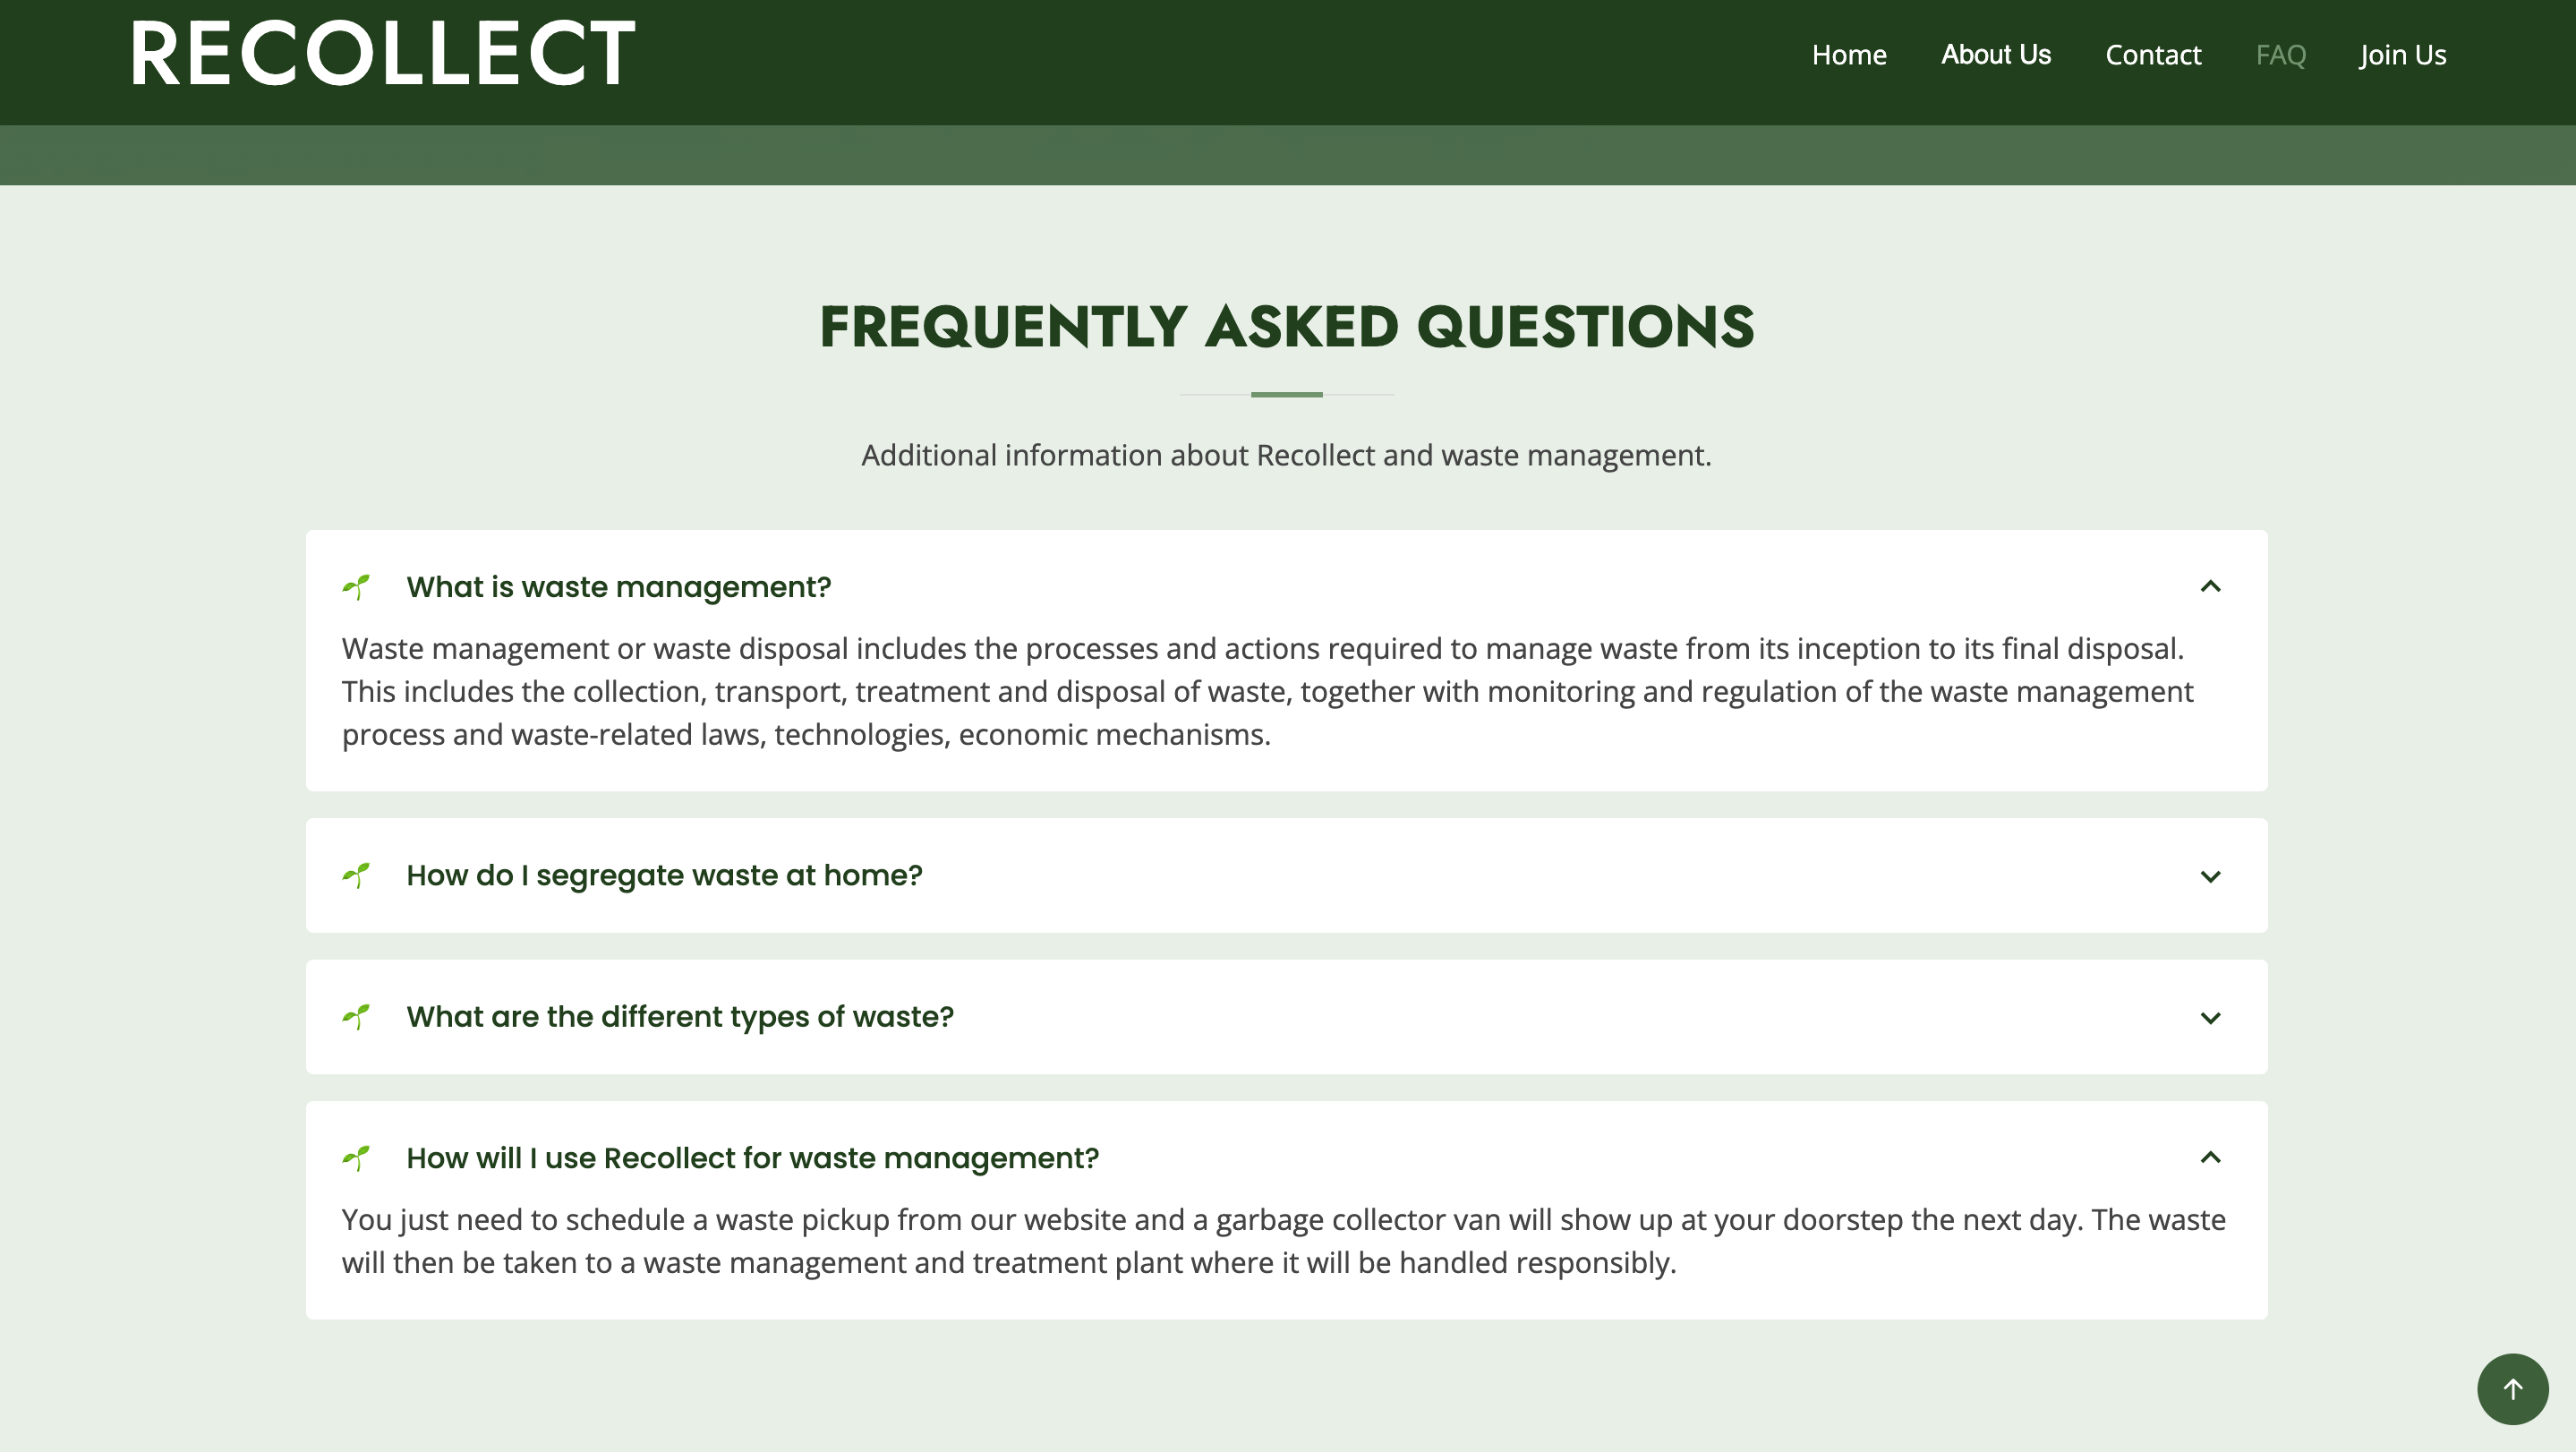 RECOLLECT
Home About Us Contact FAQ Join Us
FREQUENTLY ASKED QUESTIONS
Additional information about Recollect and waste management.
What is waste management?
Waste management or waste disposal includes the processes and actions required to manage waste from its inception to its final disposal.
This includes the collection, transport, treatment and disposal of waste, together with monitoring and regulation of the waste management
process and waste-related laws, technologies, economic mechanisms.
How do I segregate waste at home?
What are the different types of waste?
How will I use Recollect for waste management?
You just need to schedule a waste pickup from our website and a garbage collector van will show up at your doorstep the next day. The waste
will then be taken to a waste management and treatment plant where it will be handled responsibly.